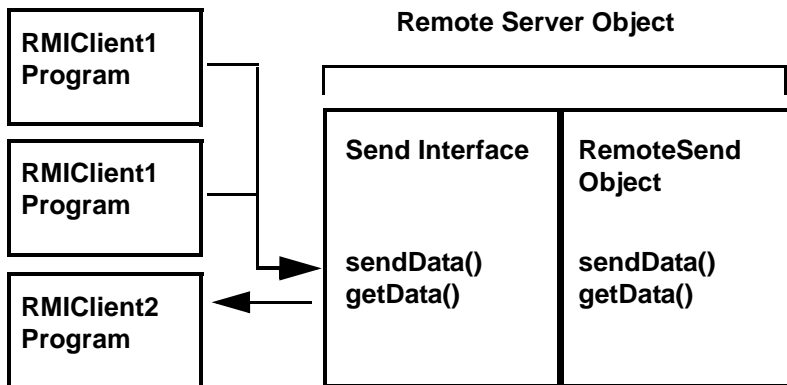 Remote Server Object
RMIClient1
Program
RMIClient1
Program
RMIClient2
Program
Send Interface
sendData()
getData()
RemoteSend
Object
sendData()
getData()